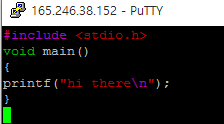 165.246.38.152 - PuTTY
#include <stdio.h>
void main()
{
printf("hi there\n");
}